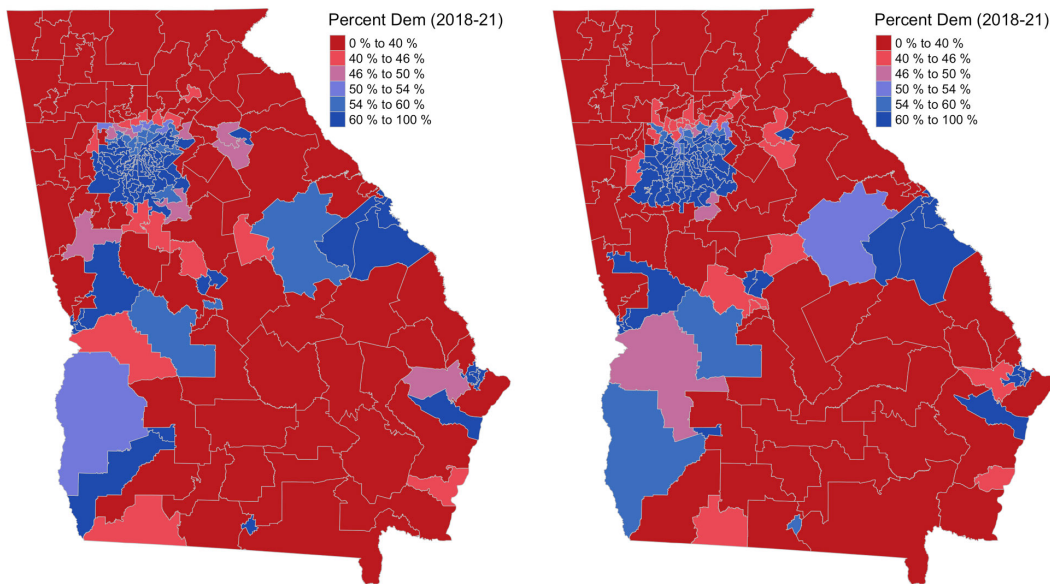 Percent Dem (2018-21)
0 % to 40 %
40 % to 46 %
46 % to 50 %
50 % to 54 %
54 % to 60 %
60 % to 100 %
Percent Dem (2018-21)
0 % to 40 %
40 % to 46 %
46 % to 50 %
50 % to 54 %
54 % to 60 %
60 % to 100 %